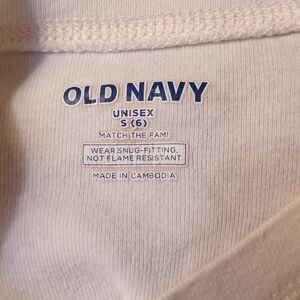 OLD NAVY
UNISEX
S (6)
MATCH THE FAM!
WEAR SNUG-FITTING,
NOT FLAME RESISTANT
MADE IN CAMBODIA